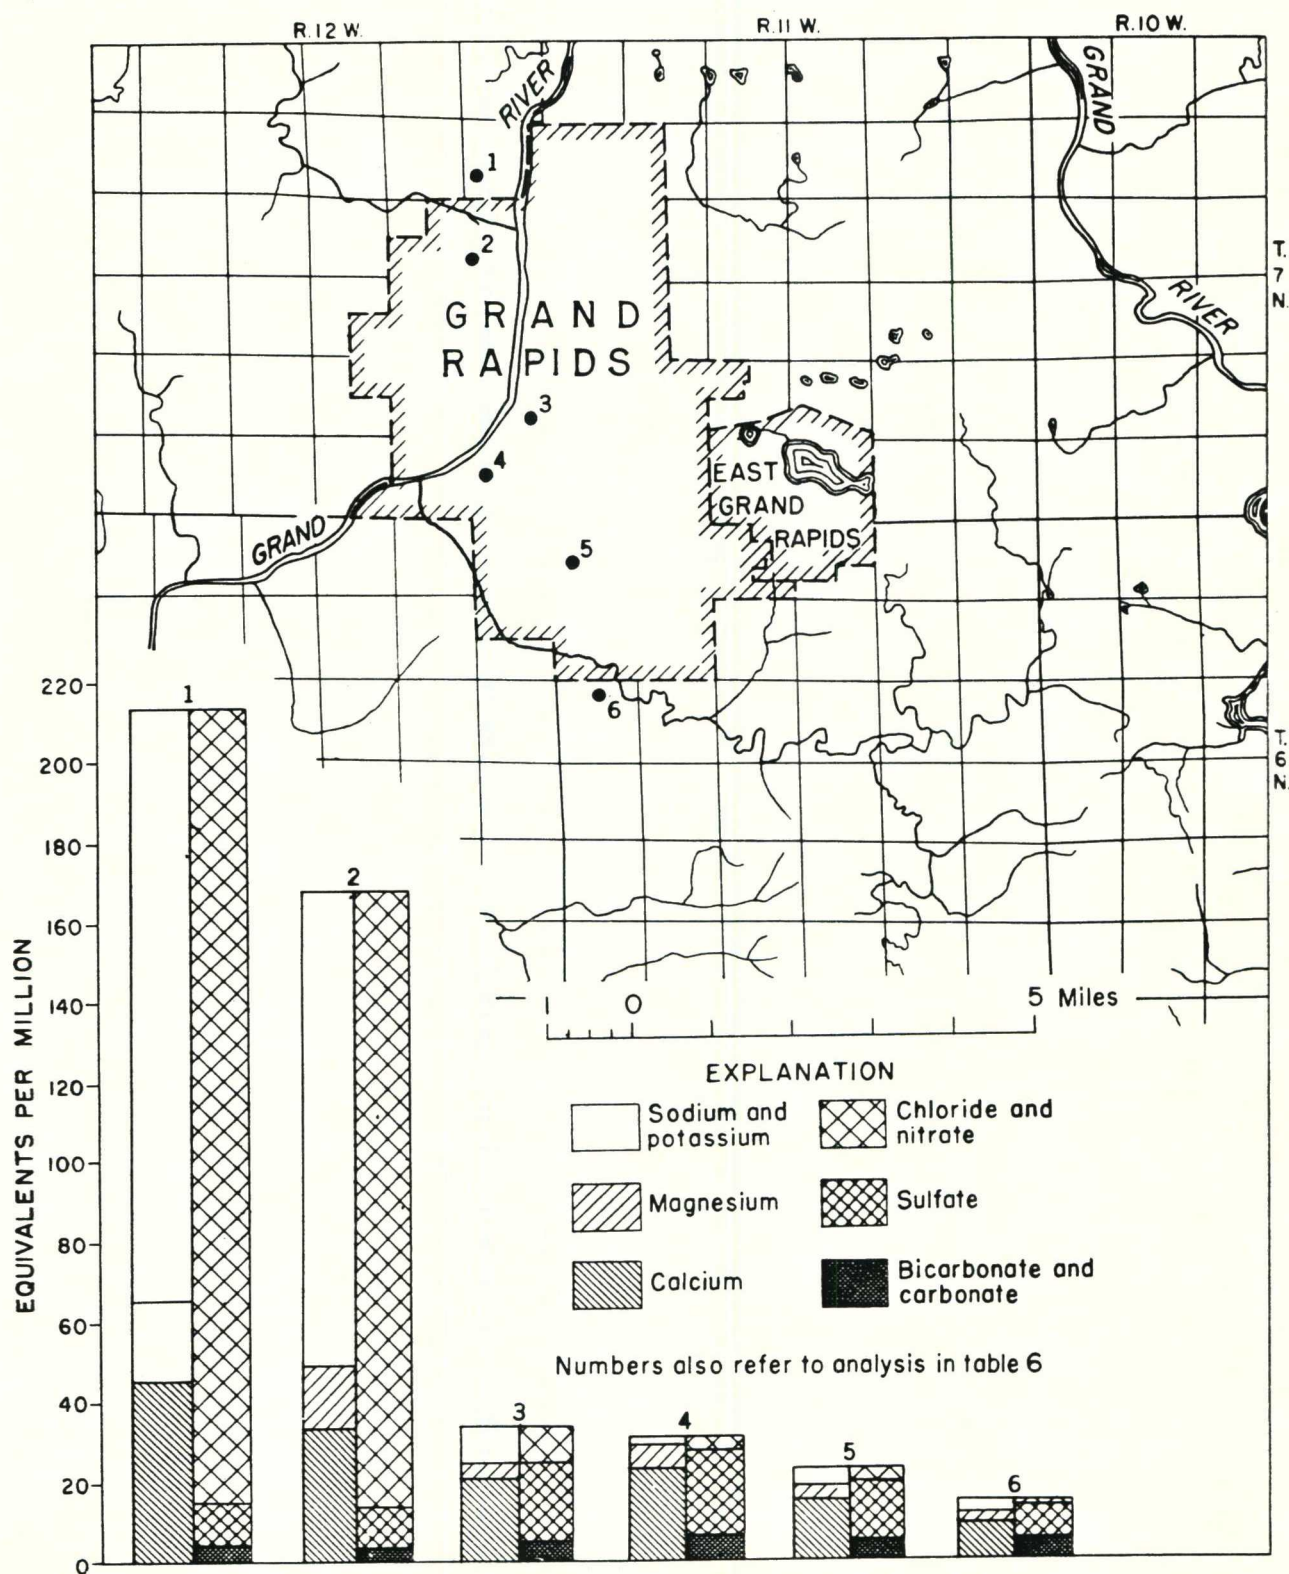 R.12 W. R.11 W. R.10 W.
RIVER
GRAND
1
2
T.
7
N.
GRAND
RAPIDS
RIVER
3
4
EAST
GRAND
RAPIDS
GRAND
5
6
T.
6
N.
220
200
180
160
140
120
100
80
60
40
20
0
EQUIVALENTS PER MILLION
1
2
3
4
5
6
1 0 5 Miles
EXPLANATION
Sodium and
potassium
Chloride and
nitrate
Magnesium
Sulfate
Calcium
Bicarbonate and
carbonate
Numbers also refer to analysis in table 6